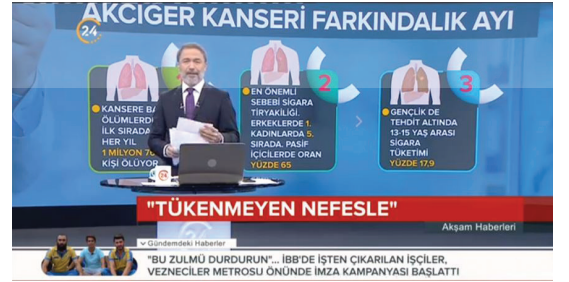 AKCİĞER KANSERİ FARKINDALIK AYI
24
2
3
KANSERE
ÖLÜMLERD
İLK SIRADA
HER YIL
1 MİLYON
KİŞİ ÖLÜYOR
EN ÖNEMLİ
SEBEBİ SİGARA
TİRYAKİLİĞİ.
ERKEKLERDE 1.
KADINLARDA 5.
SIRADA, PASİF
İÇİCİLERDE ORAN
YÜZDE 65
GENÇLİK DE
TEHDİT ALTINDA
13-15 YAŞ ARASI
SİGARA
TÜKETİMİ
YÜZDE 17,9
24
"TÜKENMEYEN NEFESLE"
Akşam Haberleri
Gündemdeki Haberler
"BU ZULMÜ DURDURUN"... İBB'DE İŞTEN ÇIKARILAN İŞÇİLER,
VEZNECİLER METROSU ÖNÜNDE İMZA KAMPANYASI BAŞLATTI